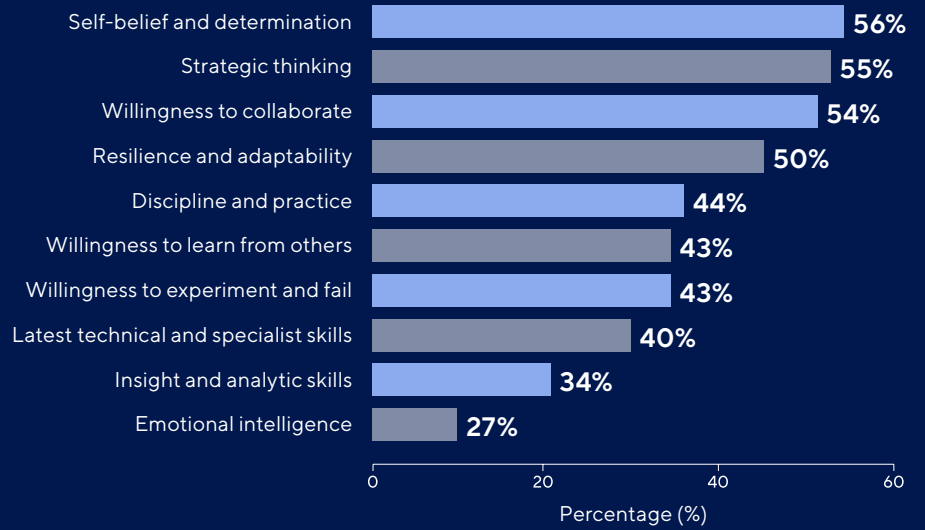 Self-belief and determination 56%
Strategic thinking 55%
Willingness to collaborate 54%
Resilience and adaptability 50%
Discipline and practice 44%
Willingness to learn from others 43%
Willingness to experiment and fail 43%
Latest technical and specialist skills 40%
Insight and analytic skills 34%
Emotional intelligence 27%
0 20 40 60
Percentage (%)